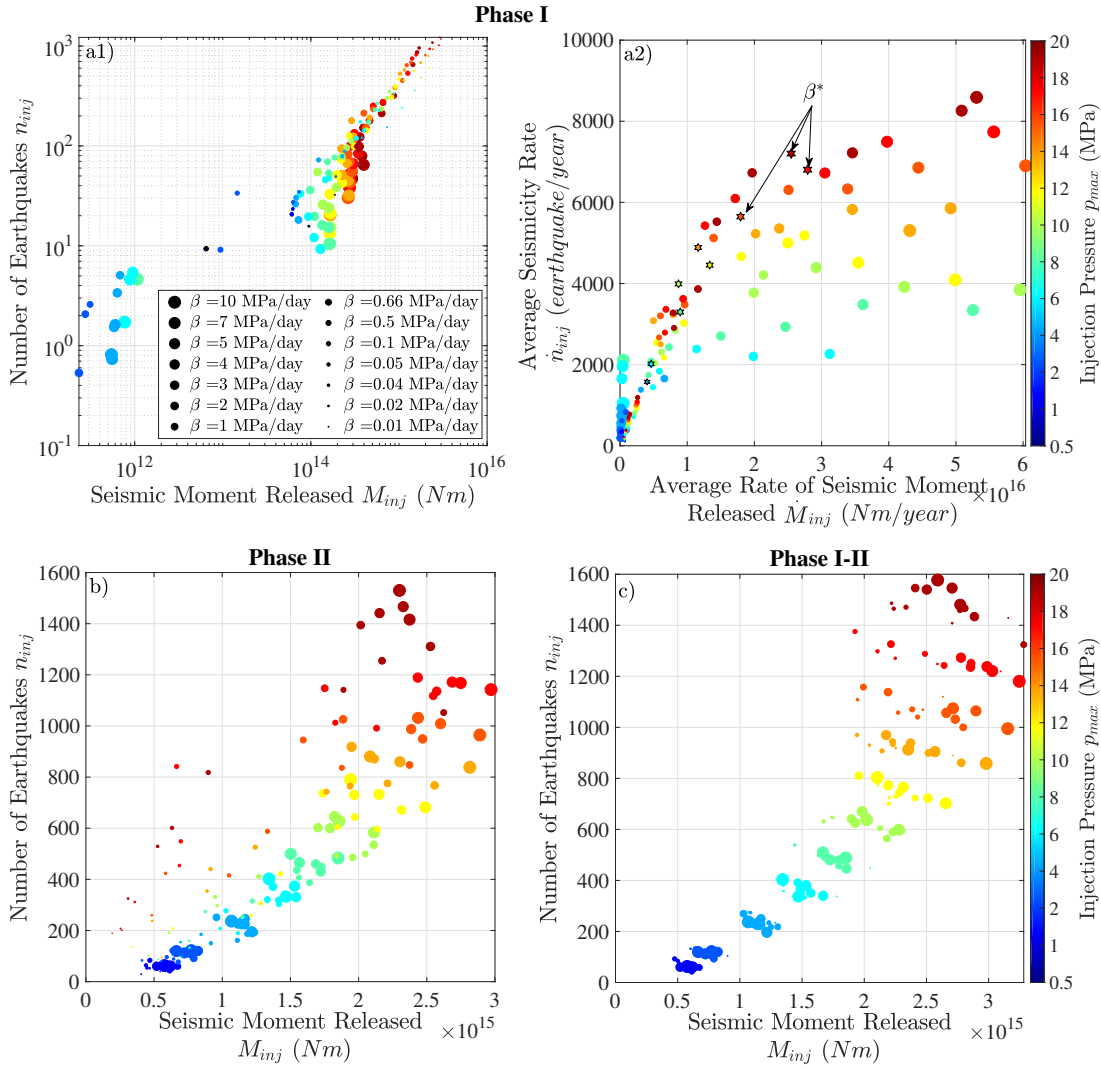 Phase I
a1)
10^3
10^2
10^1
10^0
10^-1
Number of Earthquakes n_inj
β =10 MPa/day
β =7 MPa/day
β =5 MPa/day
β =4 MPa/day
β =3 MPa/day
β =2 MPa/day
β =1 MPa/day
β =0.66 MPa/day
β =0.5 MPa/day
β =0.1 MPa/day
β =0.05 MPa/day
β =0.04 MPa/day
β =0.02 MPa/day
β =0.01 MPa/day
10^12
10^14
10^16
Seismic Moment Released M_inj (Nm)
a2)
10000
8000
6000
4000
2000
0
Average Seismicity Rate
ṅ_inj (earthquake/year)
β*
0 1 2 3 4 5 6
×10^16
Average Rate of Seismic Moment
Released Ṁ_inj (Nm/year)
20
18
16
14
12
10
8
6
4
2
1
0.5
Injection Pressure p_max (MPa)
Phase II
b)
1600
1400
1200
1000
800
600
400
200
0
Number of Earthquakes n_inj
0 0.5 1 1.5 2 2.5 3
×10^15
Seismic Moment Released
M_inj (Nm)
Phase I-II
c)
1600
1400
1200
1000
800
600
400
200
0
Number of Earthquakes n_inj
0 0.5 1 1.5 2 2.5 3
×10^15
Seismic Moment Released
M_inj (Nm)
20
18
16
14
12
10
8
6
4
2
1
0.5
Injection Pressure p_max (MPa)